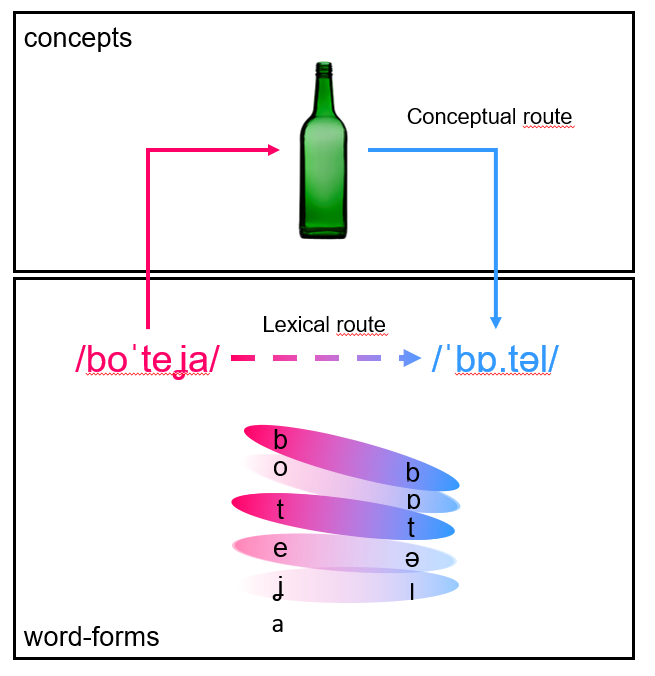 concepts
Conceptual route
Lexical route
/boˈteʝa/
/ˈbɒ.təl/
b
o
b
t
ɒ
t
e
ə
ʝ
l
a
word-forms